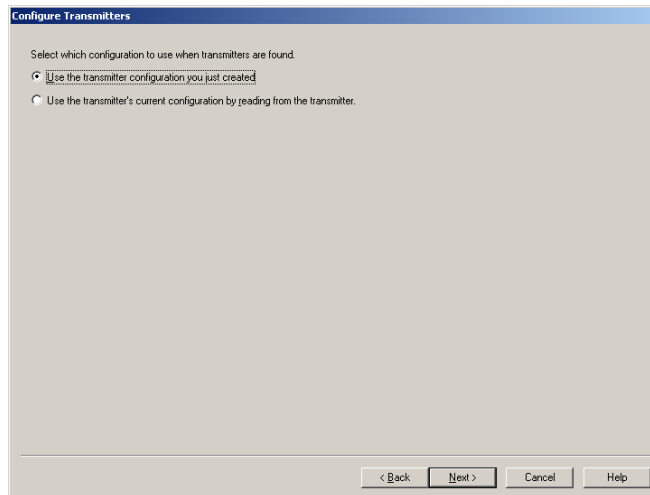 Configure Transmitters
Select which configuration to use when transmitters are found.
Use the transmitter configuration you just created
Use the transmitter's current configuration by reading from the transmitter.
< Back
Next >
Cancel
Help